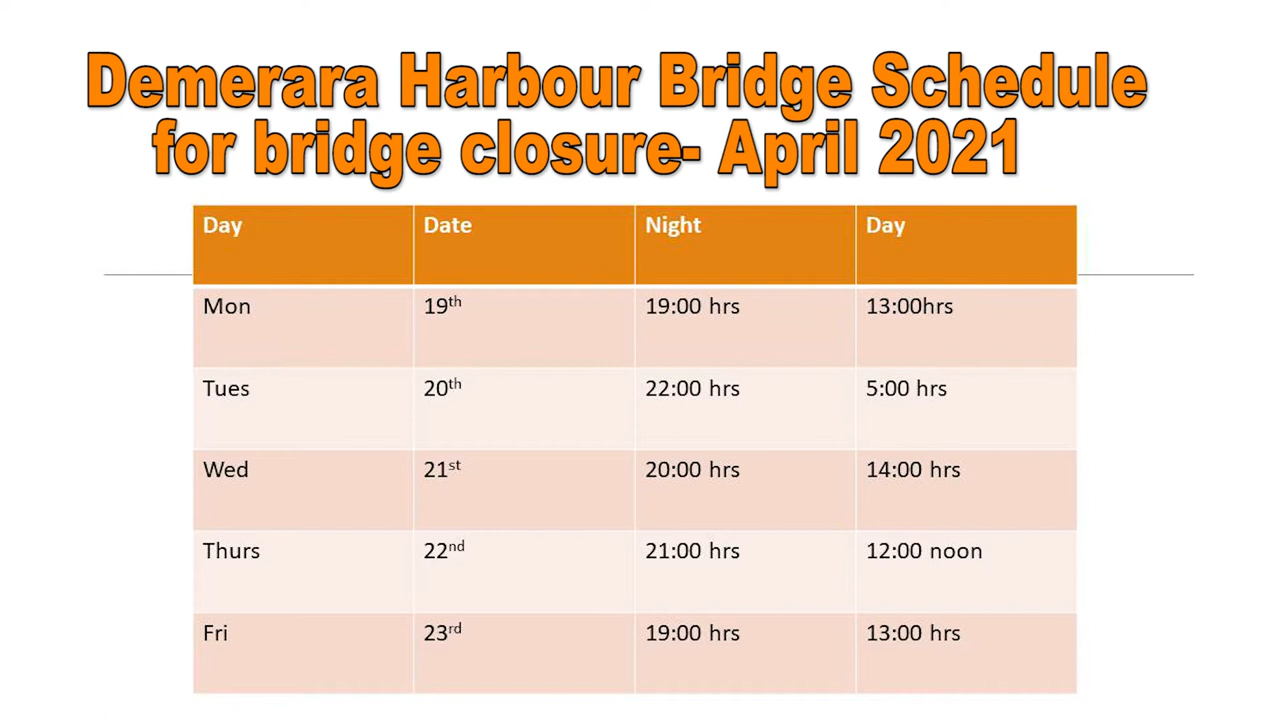 Demerara Harbour Bridge Schedule
for bridge closure- April 2021
Day Date Night Day
Mon 19th 19:00 hrs 13:00hrs
Tues 20th 22:00 hrs 5:00 hrs
Wed 21st 20:00 hrs 14:00 hrs
Thurs 22nd 21:00 hrs 12:00 noon
Fri 23rd 19:00 hrs 13:00 hrs